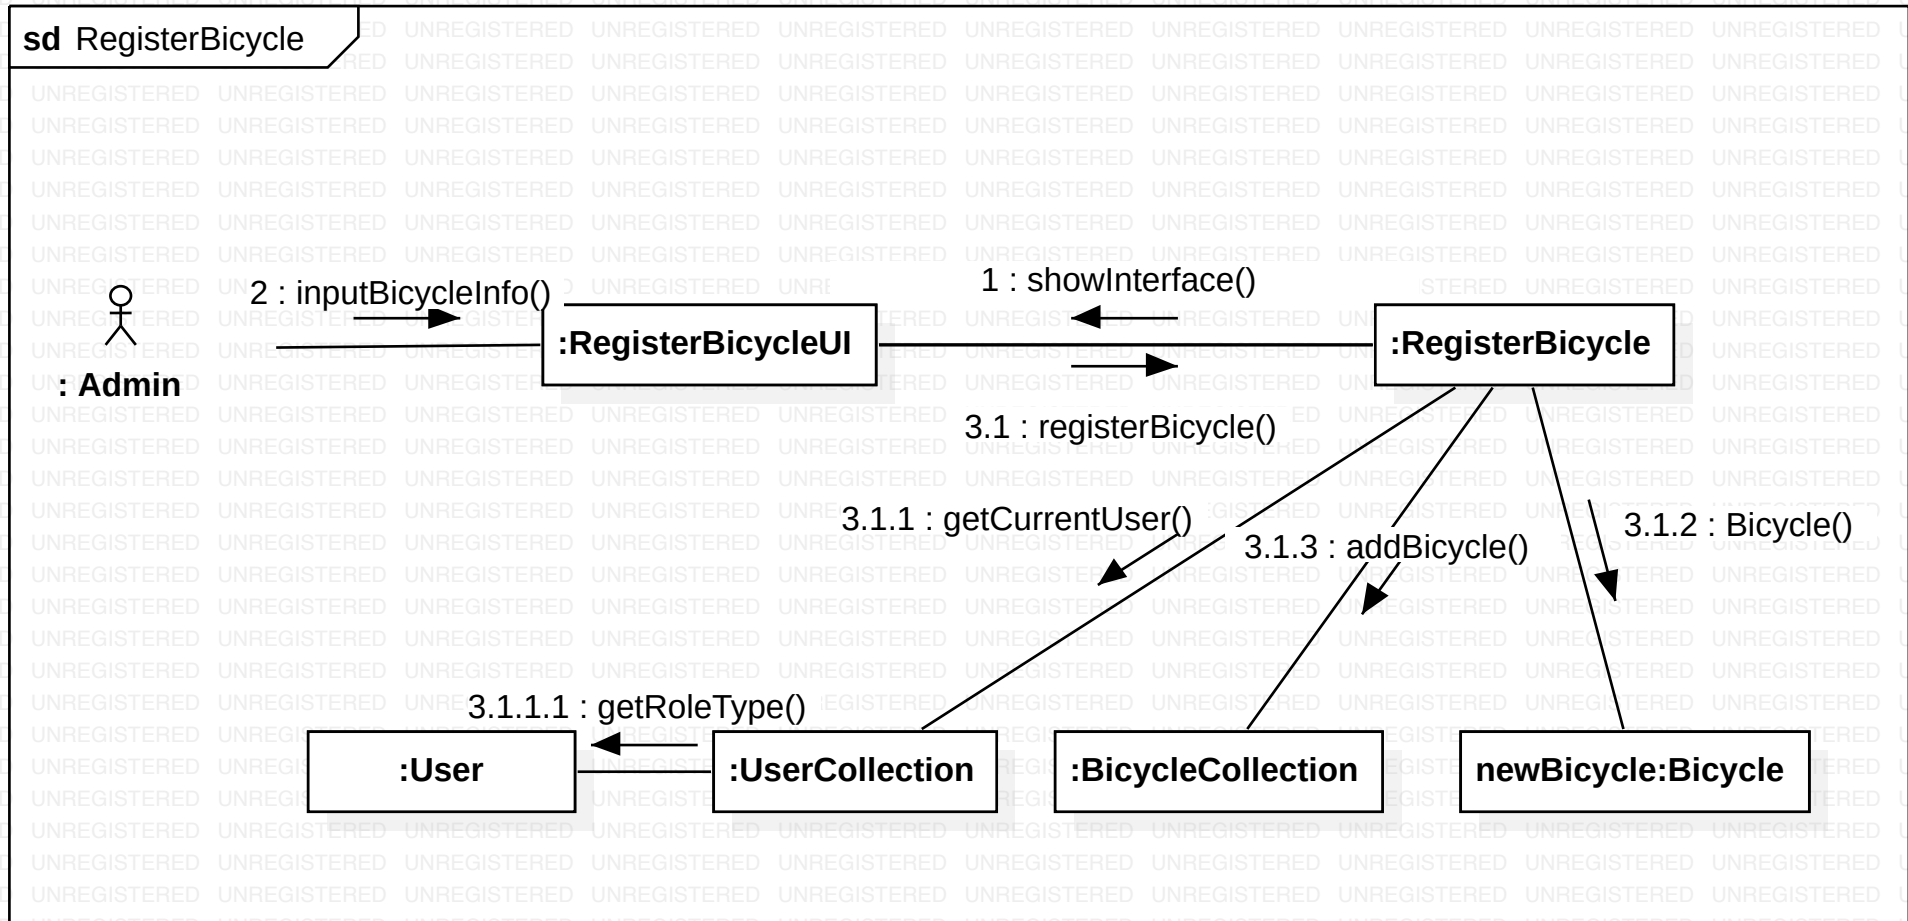 sd RegisterBicycle
1 : showInterface()
2 : inputBicycleInfo()
:RegisterBicycleUI
:RegisterBicycle
: Admin
3.1 : registerBicycle()
3.1.1 : getCurrentUser()
3.1.3 : addBicycle()
3.1.2 : Bicycle()
3.1.1.1 : getRoleType()
:User
:UserCollection
:BicycleCollection
newBicycle:Bicycle
UNREGISTERED